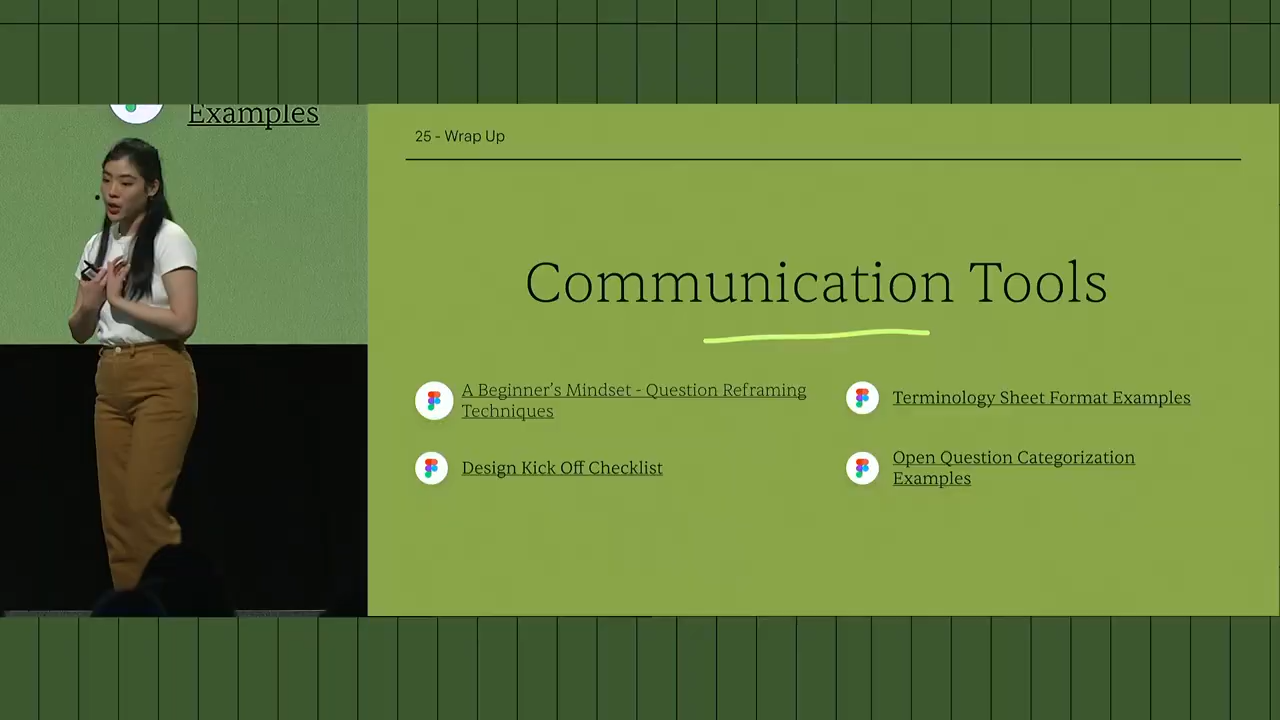 Examples
25 - Wrap Up
Communication Tools
A Beginner's Mindset - Question Reframing
Techniques
Terminology Sheet Format Examples
Design Kick Off Checklist
Open Question Categorization
Examples